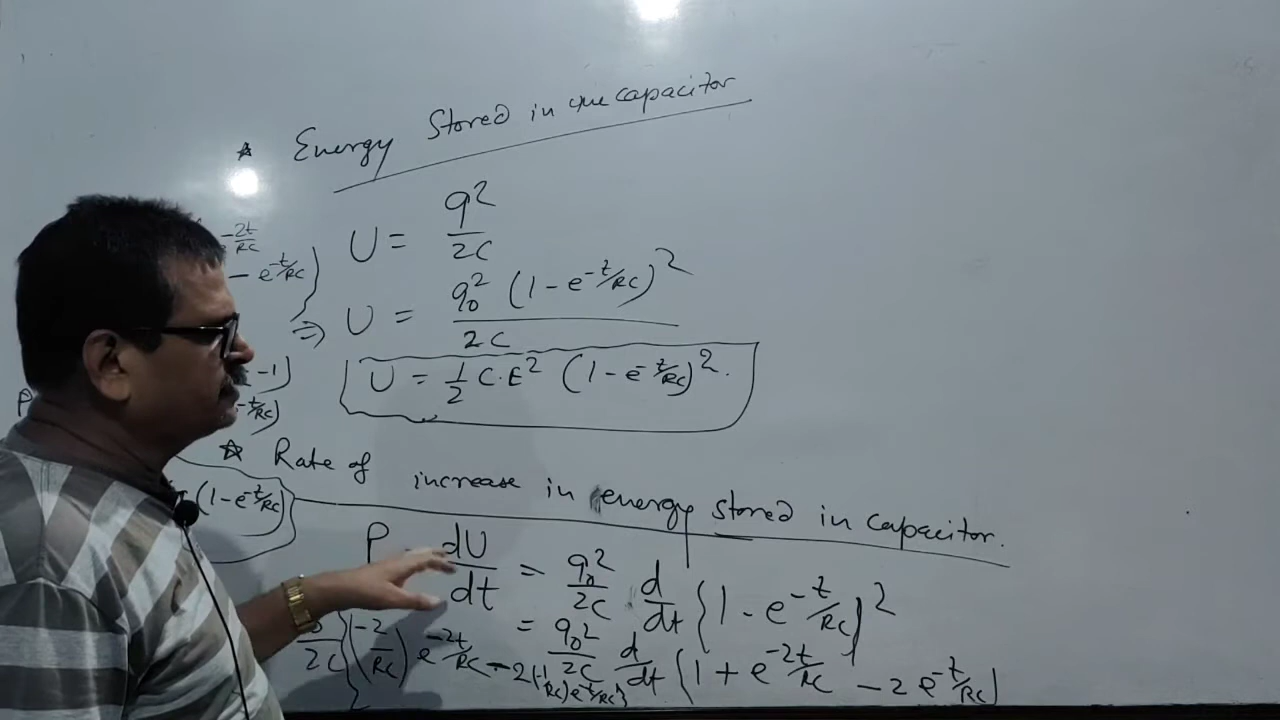 ☆ Energy Stored in the capacitor
U = q²/2C
⇒ U = q₀² (1 - e^-t/RC)² / 2C
U = 1/2 C.E² (1 - e^-t/RC)².
-2t/RC
- e^-t/RC)
-1)
-t/RC)
☆ Rate of increase in energy stored in capacitor.
(1 - e^-t/RC)
P dU/dt = q₀²/2C d/dt {1 - e^-t/RC}²
= q₀²/2C d/dt (1 + e^-2t/RC - 2e^-t/RC)
/2C {(-2/RC) e^-2t/RC - 2(-1/RC) e^-t/RC}